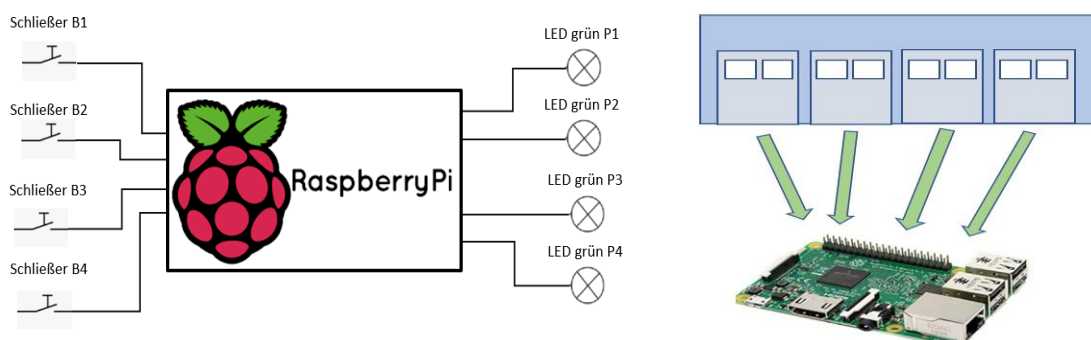 Schließer B1
Schließer B2
Schließer B3
Schließer B4
RaspberryPi
LED grün P1
LED grün P2
LED grün P3
LED grün P4